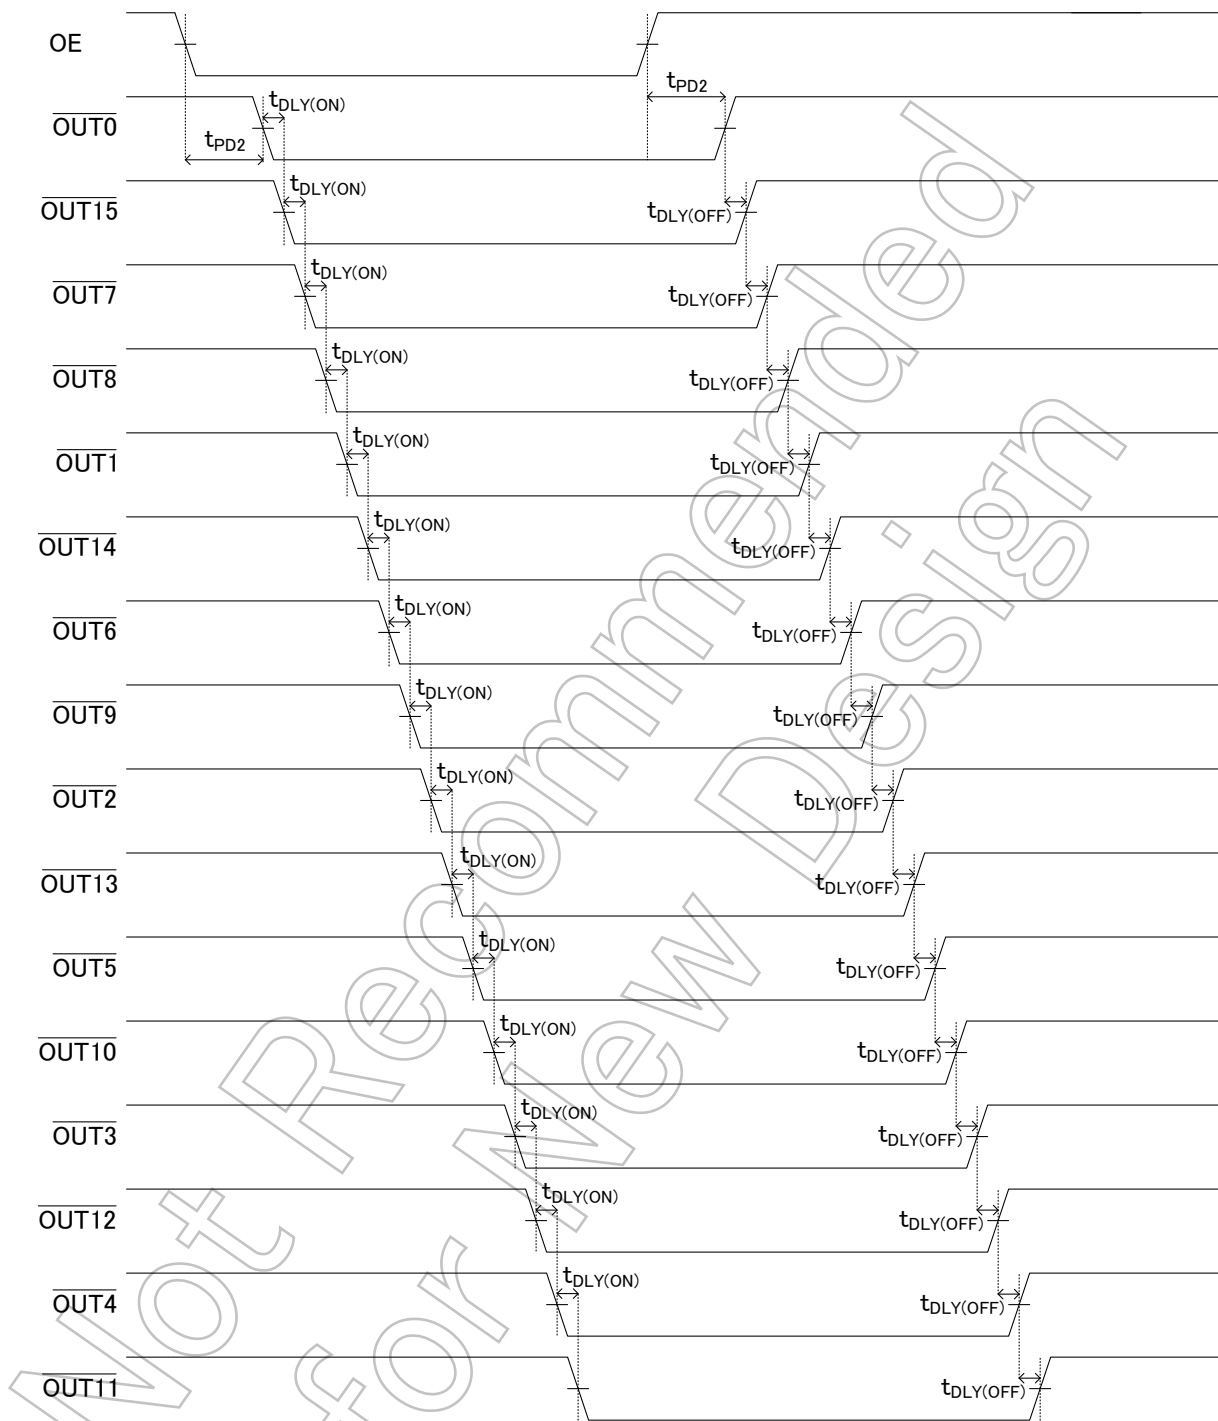 OE
tPD2
tDLY(ON)
OUT0
tPD2
tDLY(ON)
OUT15
tDLY(OFF)
tDLY(ON)
OUT7
tDLY(OFF)
tDLY(ON)
OUT8
tDLY(OFF)
tDLY(ON)
OUT1
tDLY(OFF)
tDLY(ON)
OUT14
tDLY(OFF)
tDLY(ON)
OUT6
tDLY(OFF)
tDLY(ON)
OUT9
tDLY(OFF)
tDLY(ON)
OUT2
tDLY(OFF)
tDLY(ON)
OUT13
tDLY(OFF)
tDLY(ON)
OUT5
tDLY(OFF)
tDLY(ON)
OUT10
tDLY(OFF)
tDLY(ON)
OUT3
tDLY(OFF)
tDLY(ON)
OUT12
tDLY(OFF)
tDLY(ON)
OUT4
tDLY(OFF)
OUT11
tDLY(OFF)
Not Recommended
for New Design